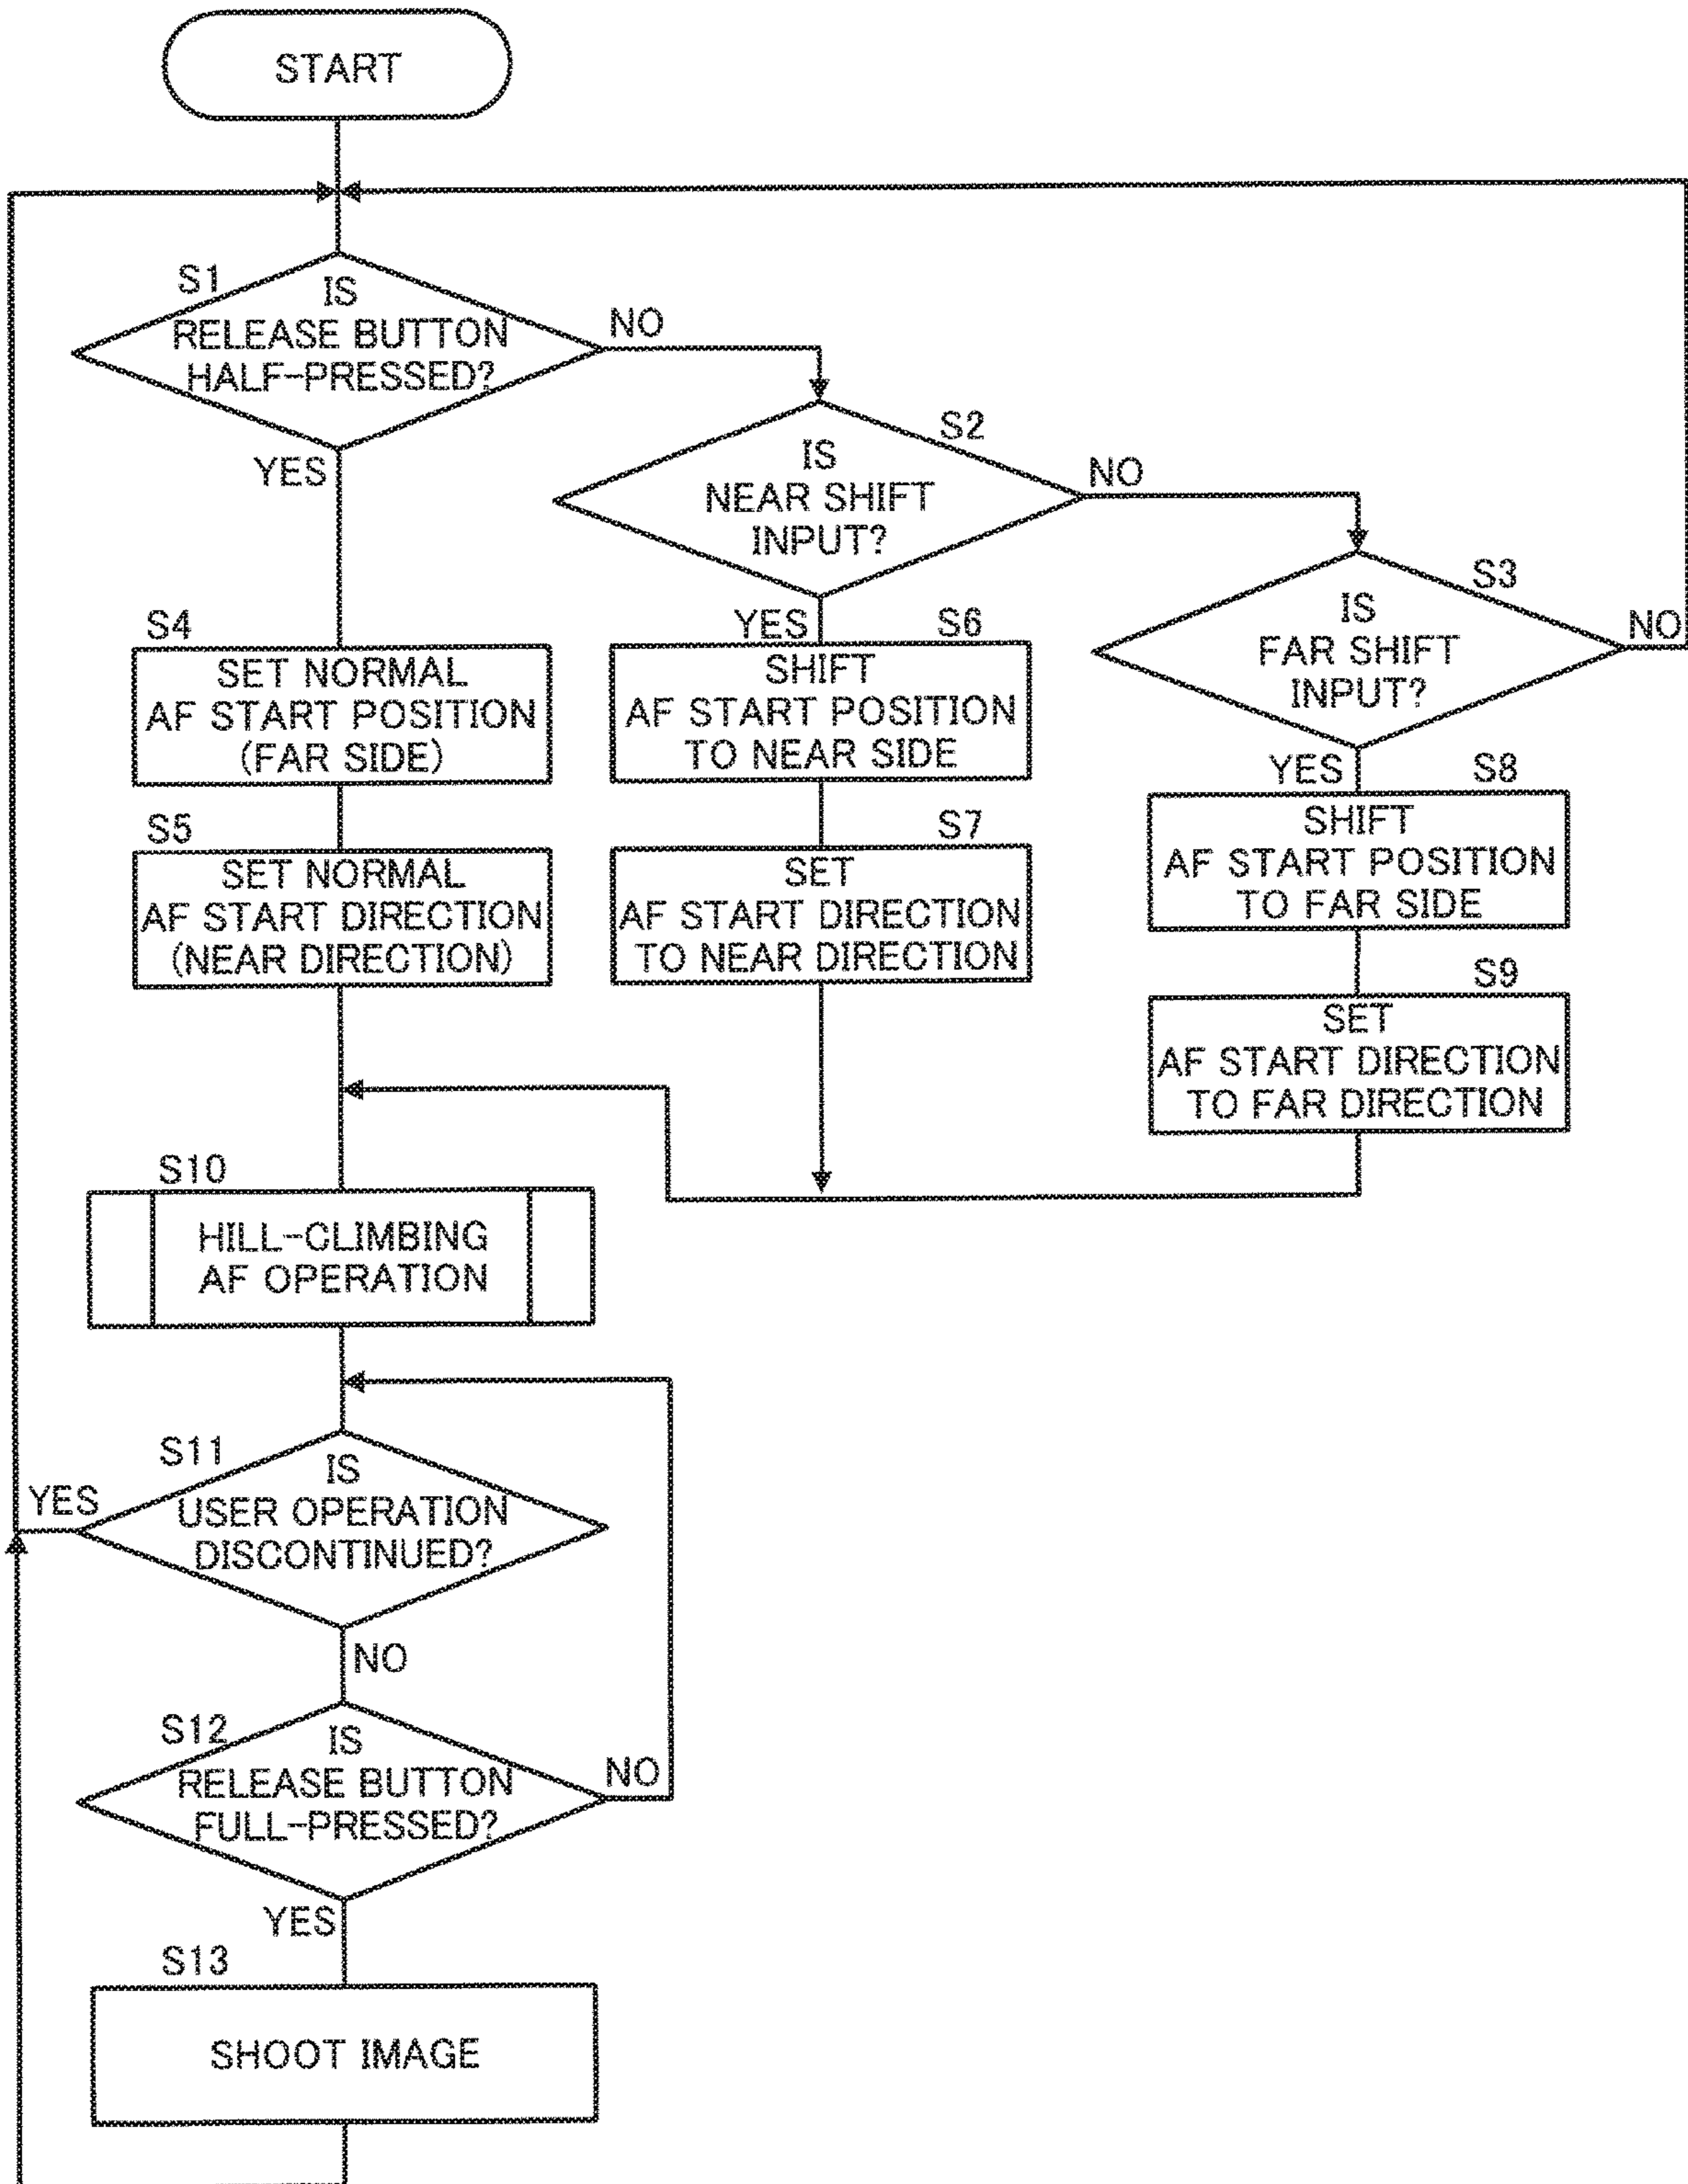 START
S1
IS
RELEASE BUTTON
HALF-PRESSED?
NO
YES
S2
IS
NEAR SHIFT
INPUT?
NO
YES
S3
IS
FAR SHIFT
INPUT?
NO
YES
S4
SET NORMAL
AF START POSITION
(FAR SIDE)
S5
SET NORMAL
AF START DIRECTION
(NEAR DIRECTION)
S6
SHIFT
AF START POSITION
TO NEAR SIDE
S7
SET
AF START DIRECTION
TO NEAR DIRECTION
S8
SHIFT
AF START POSITION
TO FAR SIDE
S9
SET
AF START DIRECTION
TO FAR DIRECTION
S10
HILL-CLIMBING
AF OPERATION
S11
IS
USER OPERATION
DISCONTINUED?
YES
NO
S12
IS
RELEASE BUTTON
FULL-PRESSED?
NO
YES
S13
SHOOT IMAGE